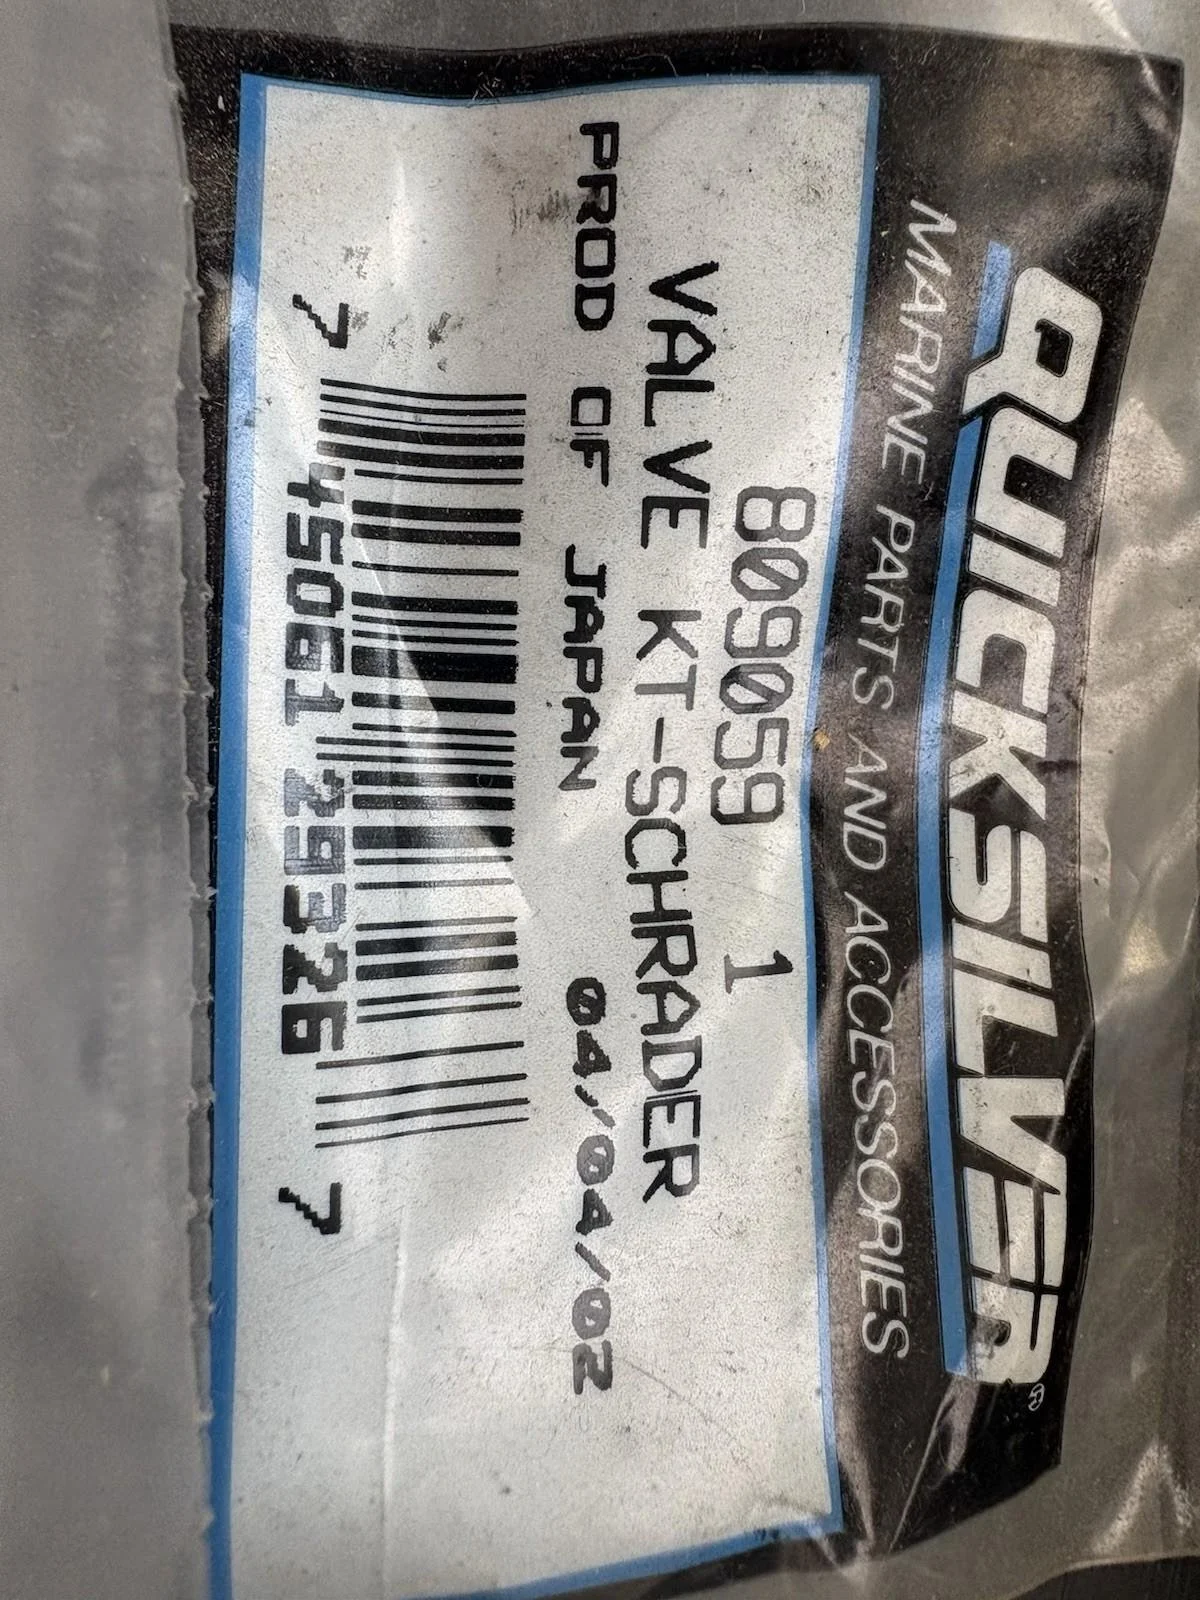 QUICKSILVER®
MARINE PARTS AND ACCESSORIES
809059 1
VALVE KT-SCHRADER
PROD OF JAPAN 04/04/02
7 45061 29326 7